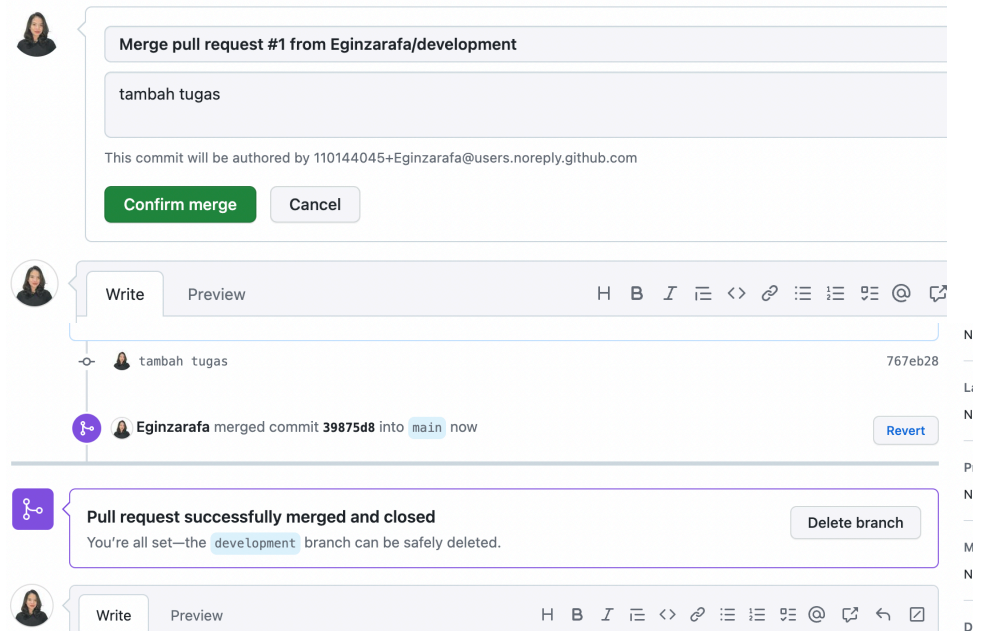 Merge pull request #1 from Eginzarafa/development
tambah tugas
This commit will be authored by 110144045+Eginzarafa@users.noreply.github.com
Confirm merge Cancel
Write Preview
tambah tugas 767eb28
Eginzarafa merged commit 39875d8 into main now
Revert
Pull request successfully merged and closed
You're all set—the development branch can be safely deleted.
Delete branch
Write Preview